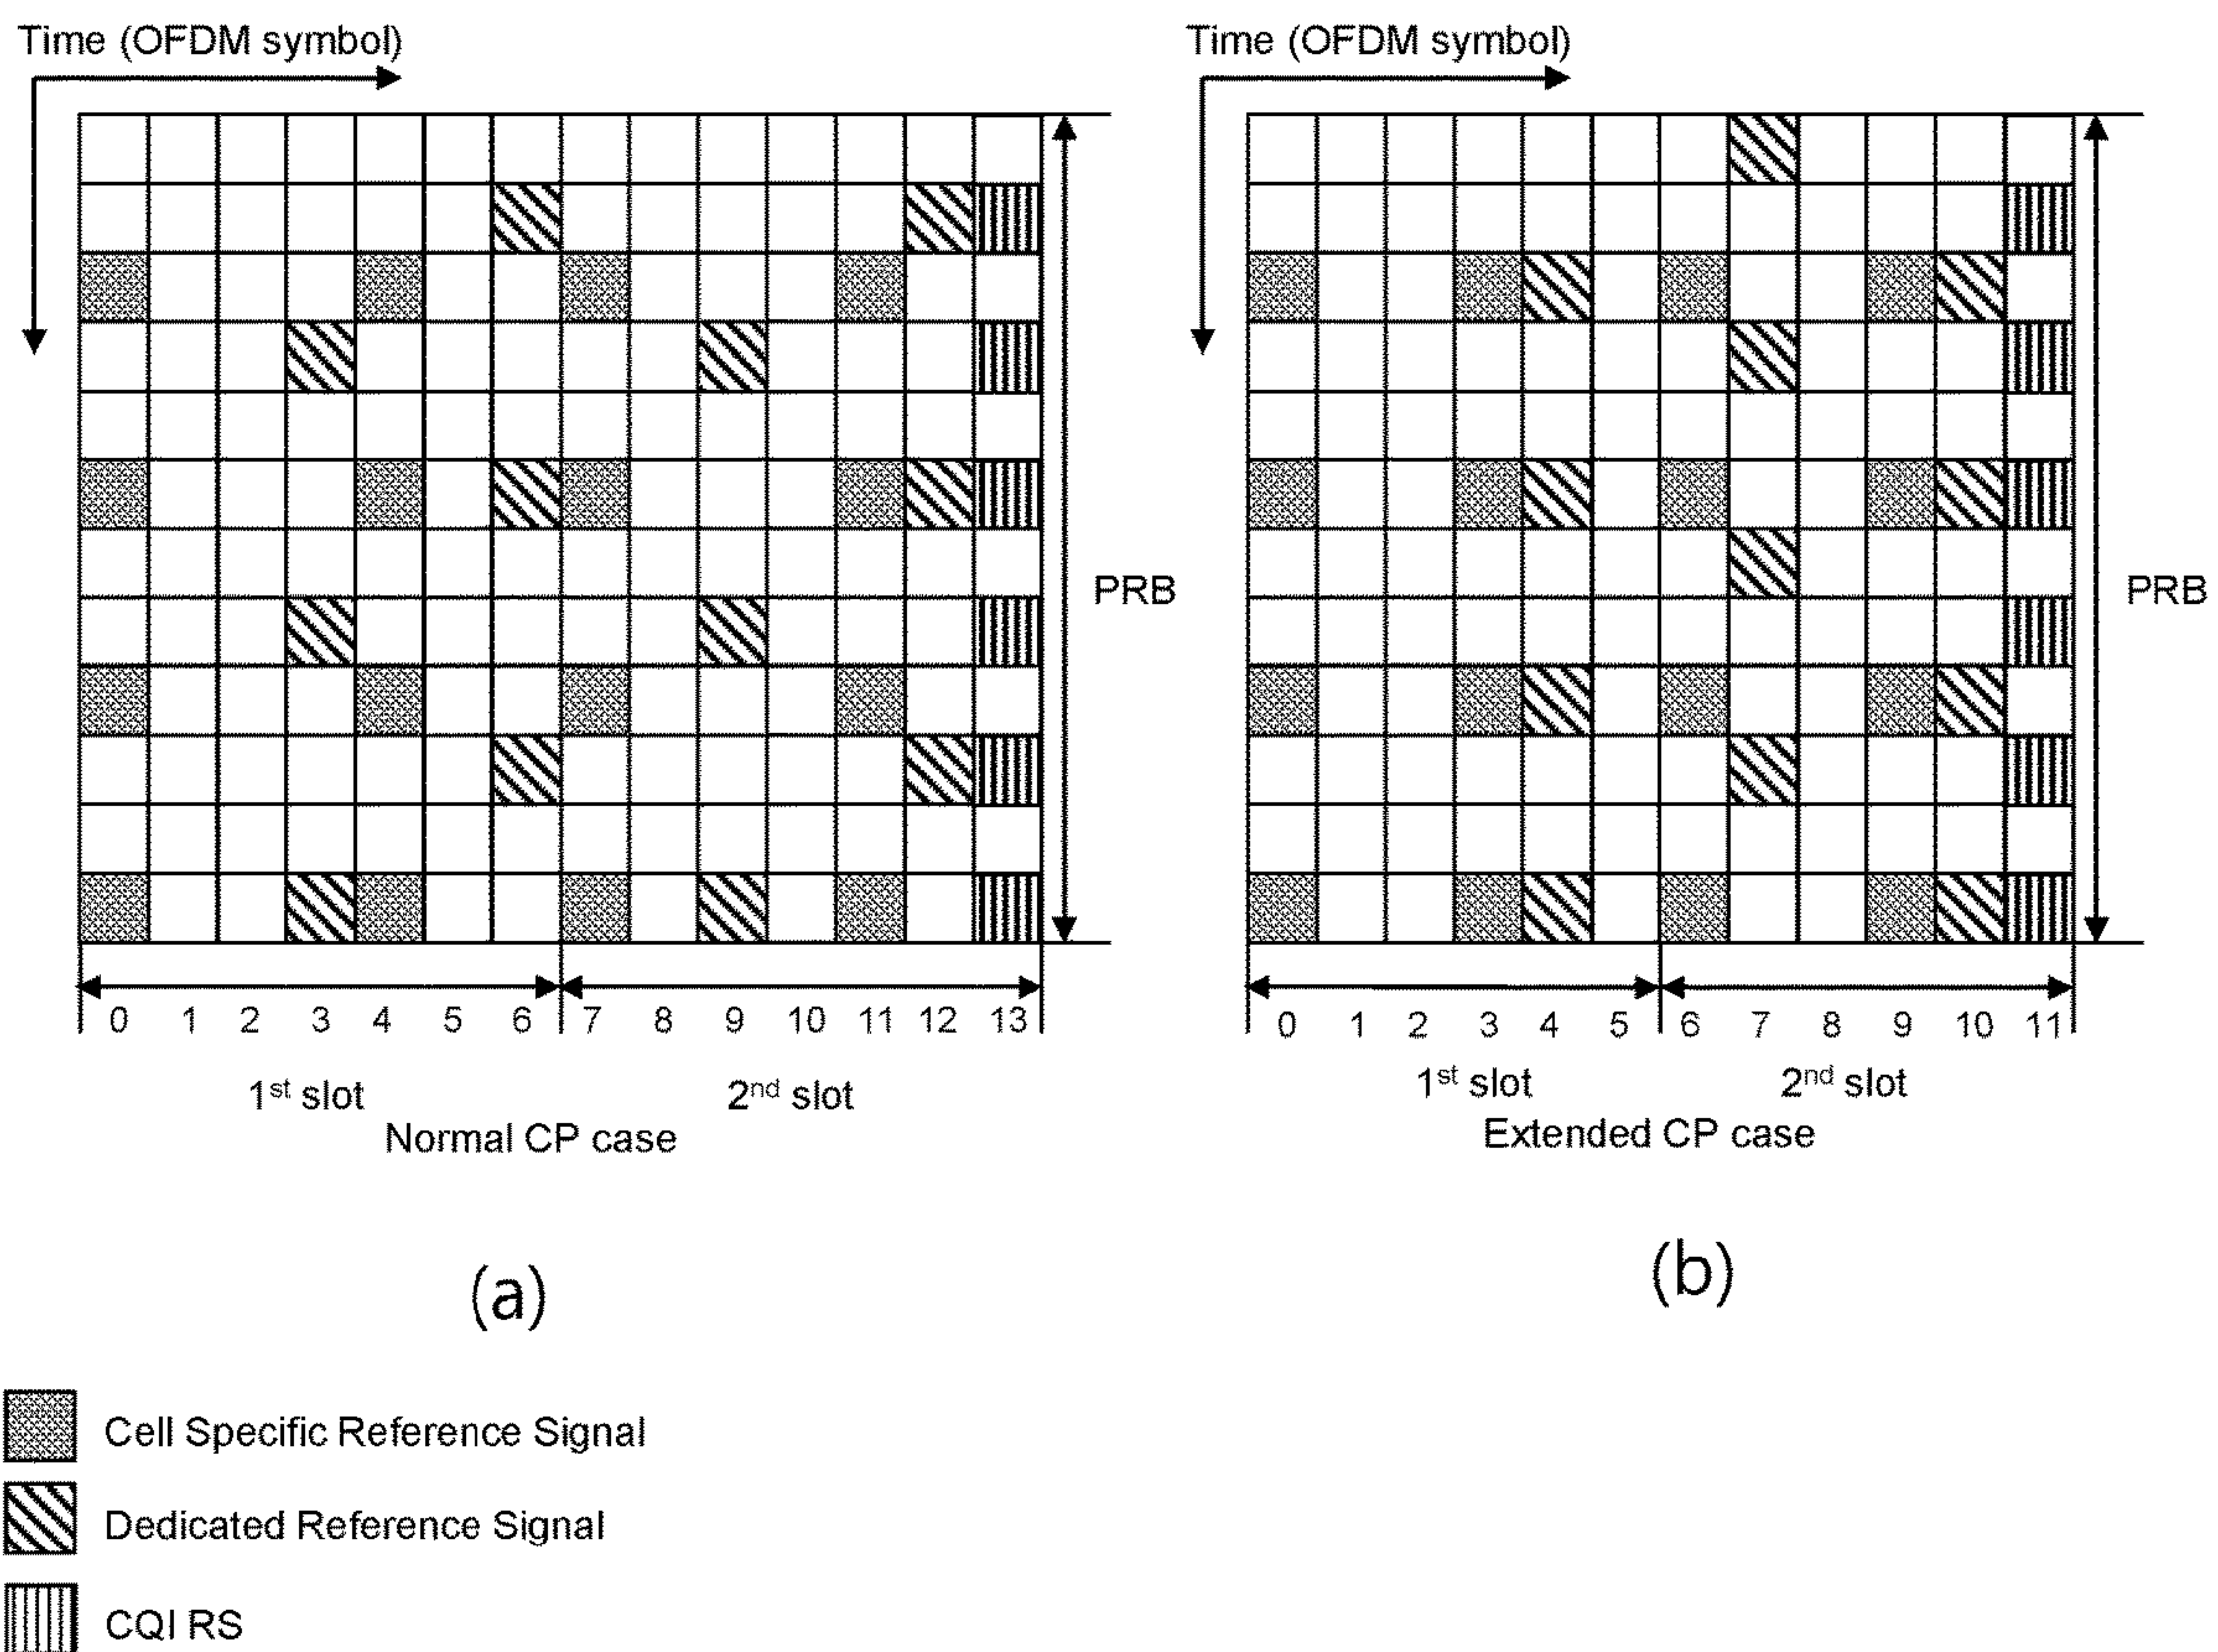 Time (OFDM symbol)
PRB
0 1 2 3 4 5 6 7 8 9 10 11 12 13
1st slot 2nd slot
Normal CP case
(a)
Time (OFDM symbol)
PRB
0 1 2 3 4 5 6 7 8 9 10 11
1st slot 2nd slot
Extended CP case
(b)
Cell Specific Reference Signal
Dedicated Reference Signal
CQI RS